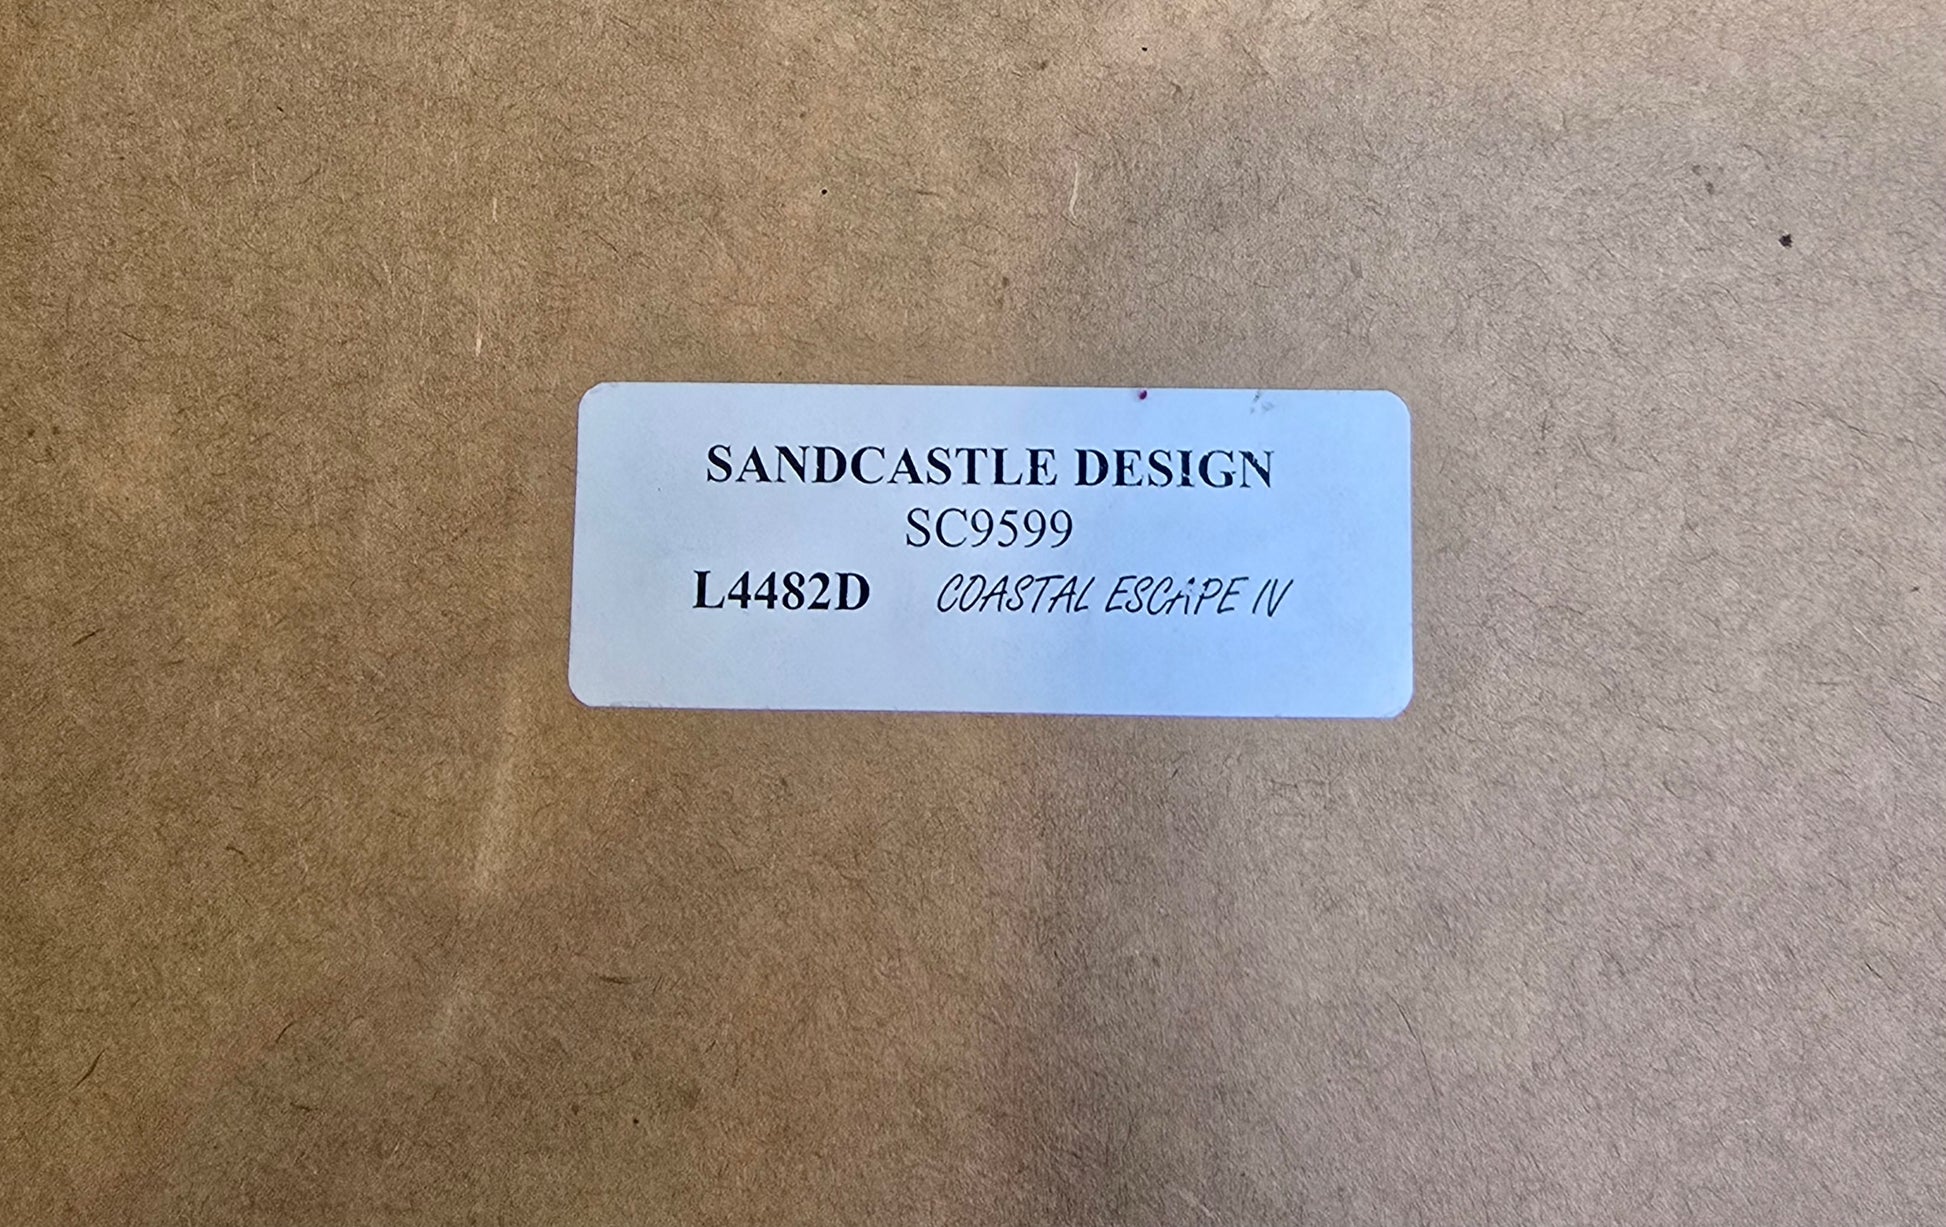 SANDCASTLE DESIGN
SC9599
L4482D COASTAL ESCAPE IV